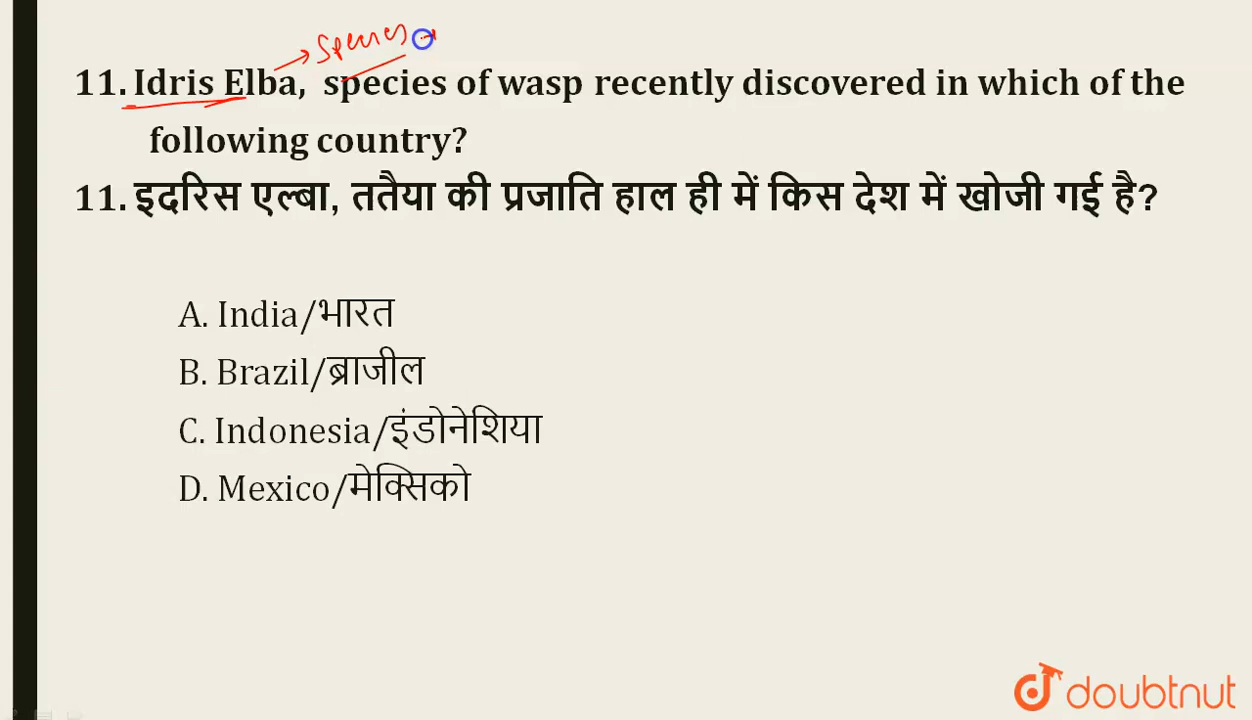 Species
11. Idris Elba, species of wasp recently discovered in which of the
following country?
11. इदरिस एल्बा, ततैया की प्रजाति हाल ही में किस देश में खोजी गई है?
A. India/भारत
B. Brazil/ब्राजील
C. Indonesia/इंडोनेशिया
D. Mexico/मेक्सिको
doubtnut